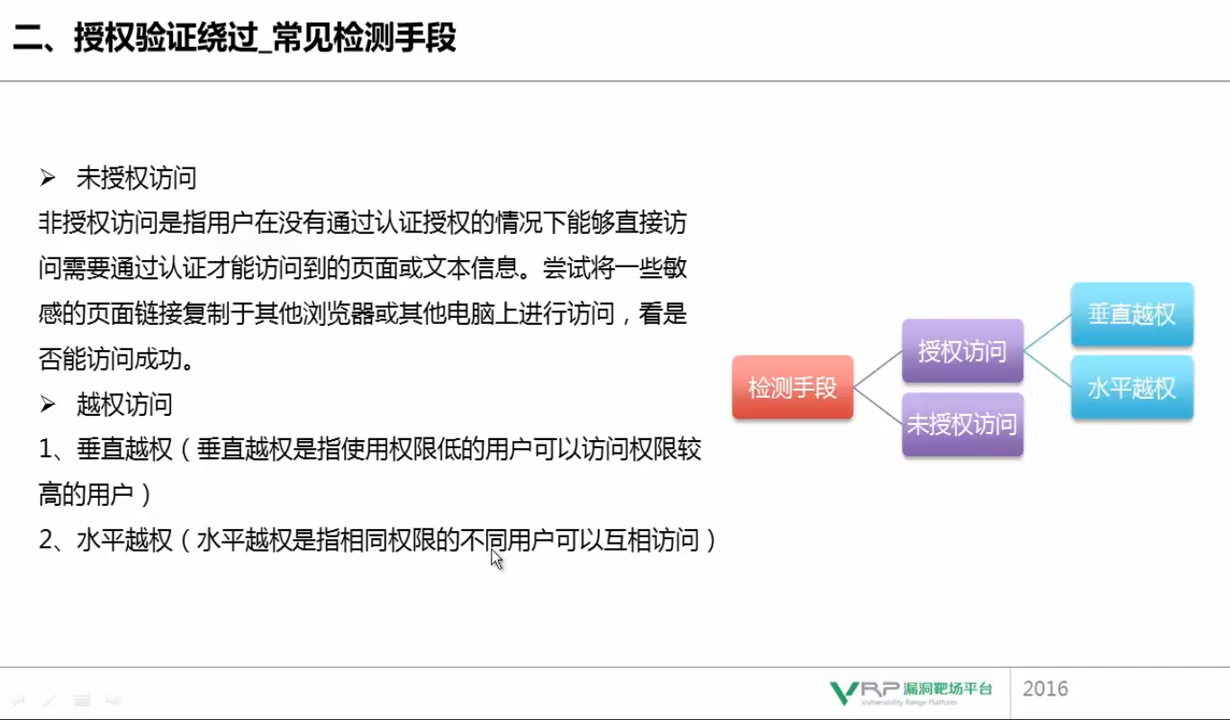 二、授权验证绕过_常见检测手段
➢ 未授权访问
非授权访问是指用户在没有通过认证授权的情况下能够直接访
问需要通过认证才能访问到的页面或文本信息。尝试将一些敏
感的页面链接复制于其他浏览器或其他电脑上进行访问，看是
否能访问成功。
➢ 越权访问
1、垂直越权（垂直越权是指使用权限低的用户可以访问权限较
高的用户）
2、水平越权（水平越权是指相同权限的不同用户可以互相访问）
检测手段
授权访问
未授权访问
垂直越权
水平越权
VRP 漏洞靶场平台
Vulnerability Range Platform
2016